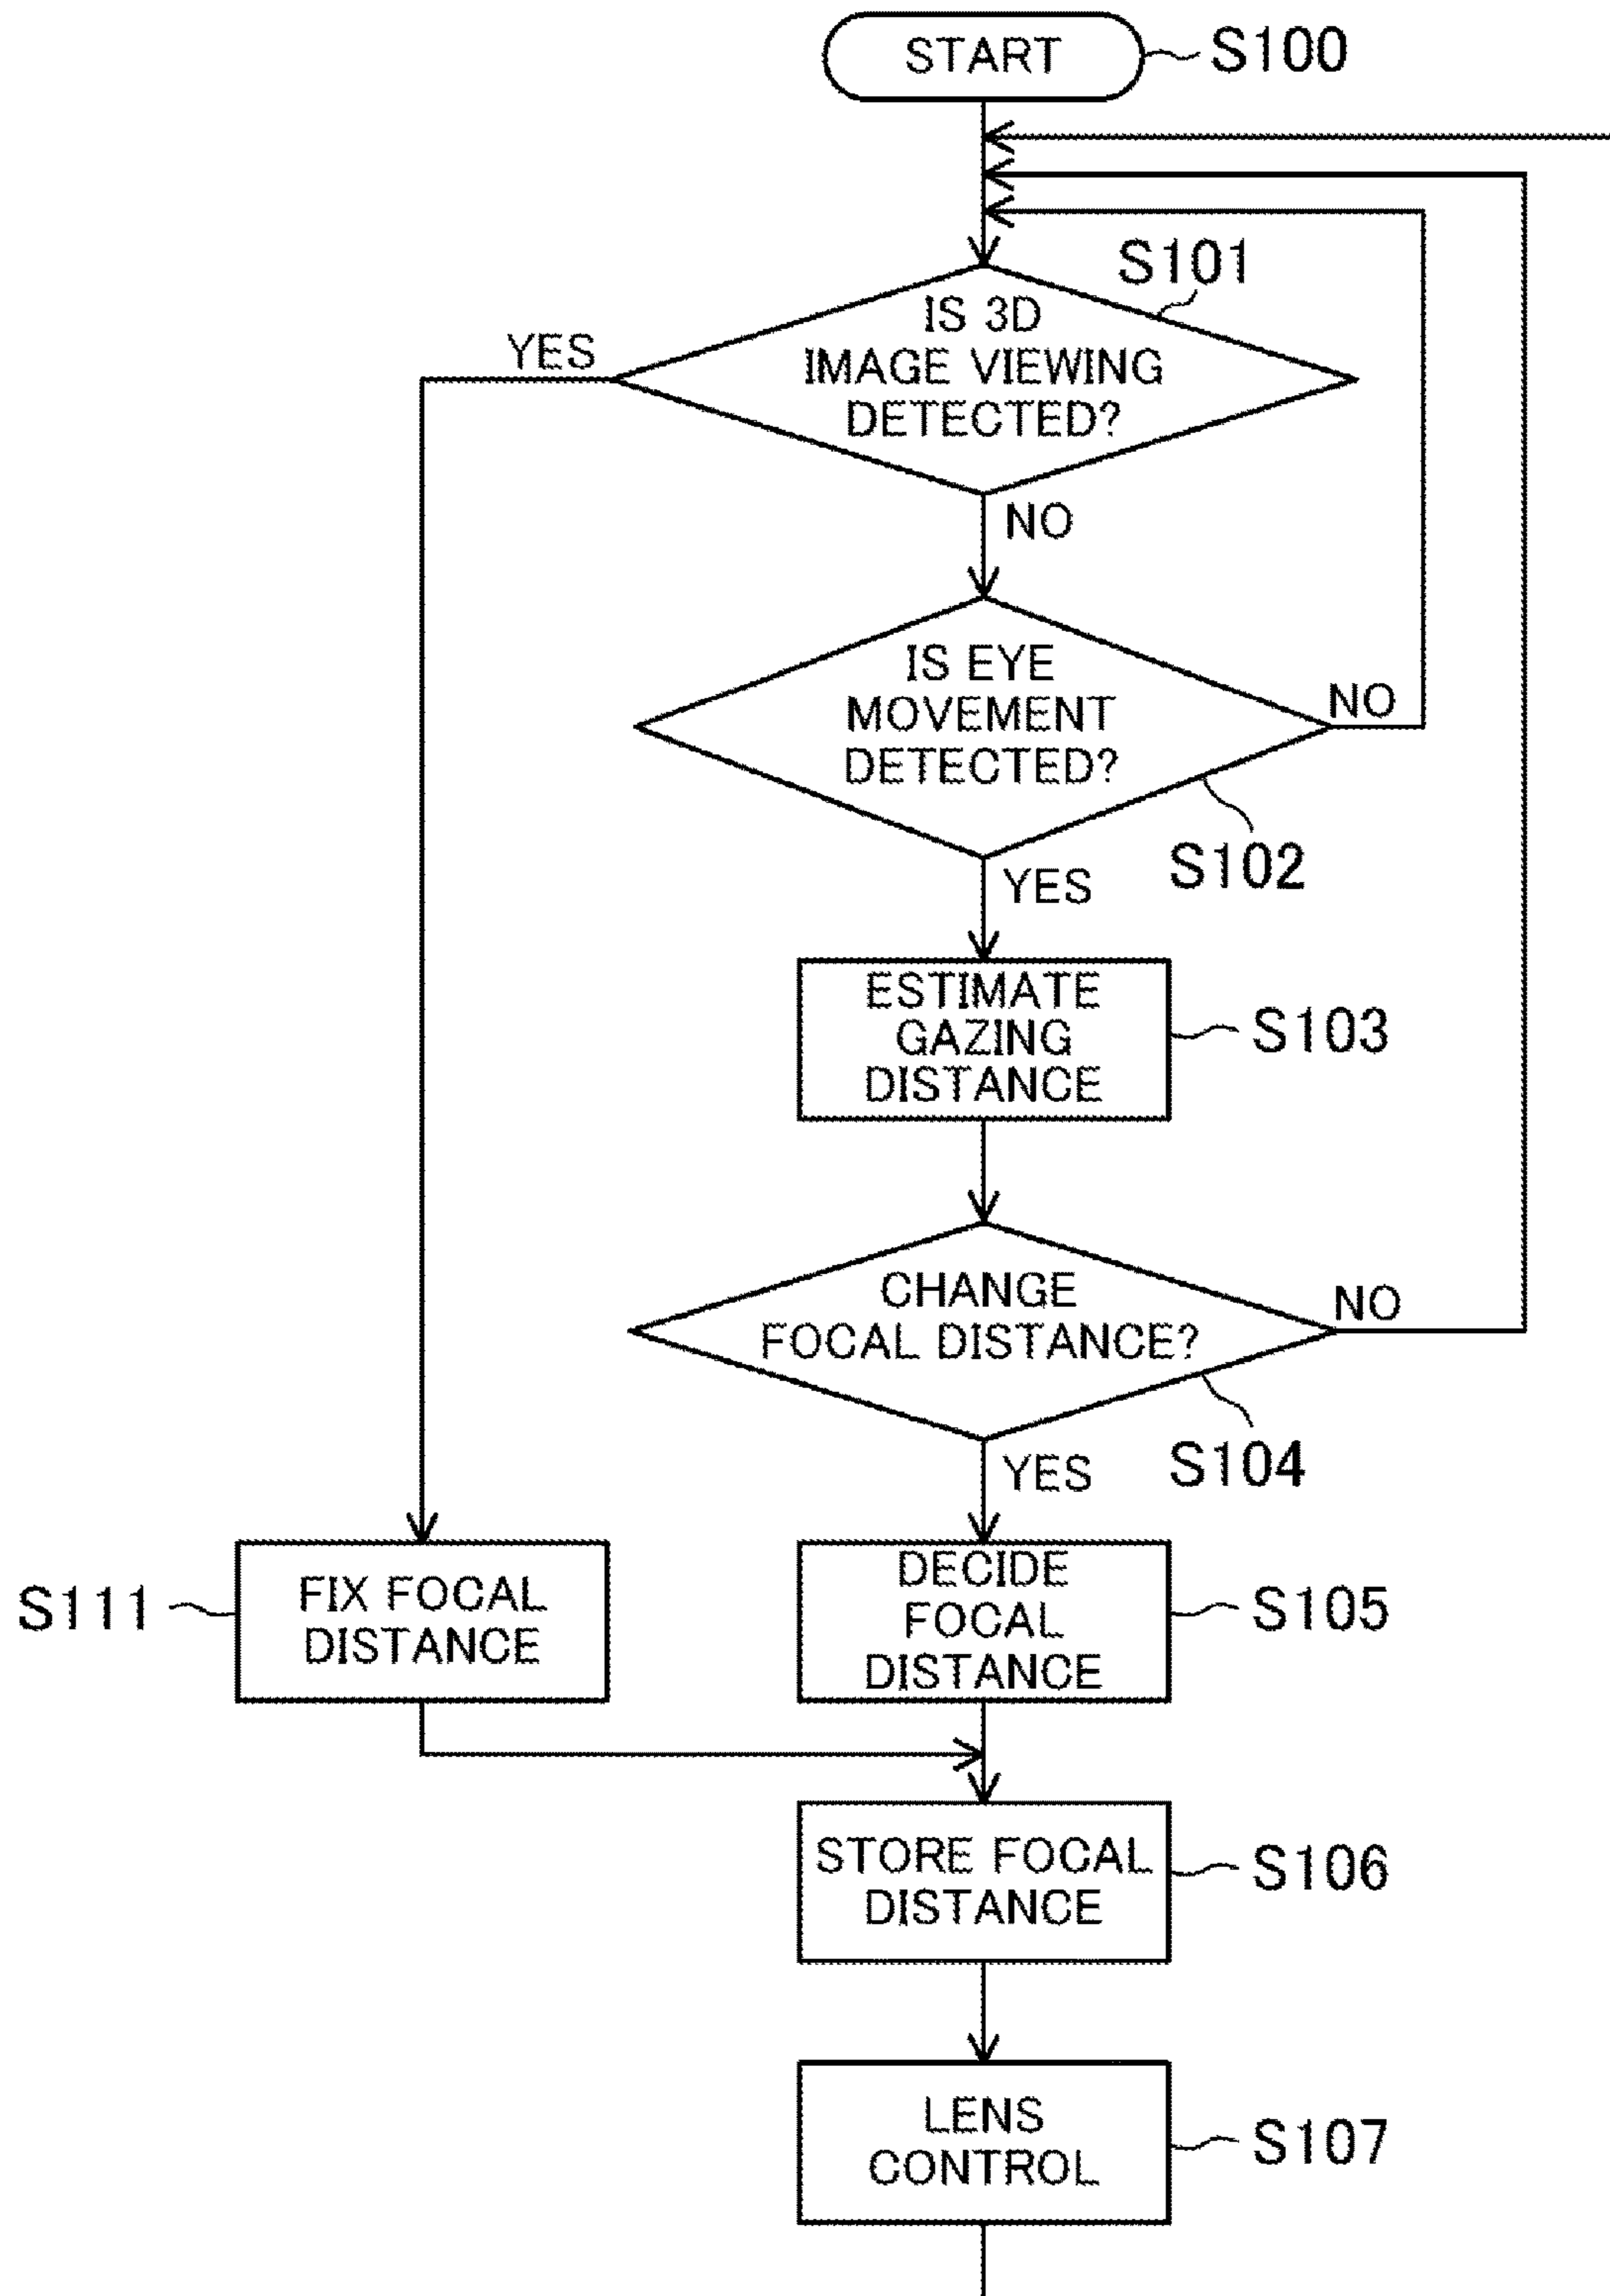 START
S100
S101
IS 3D
IMAGE VIEWING
DETECTED?
YES
NO
IS EYE
MOVEMENT
DETECTED?
NO
S102
YES
ESTIMATE
GAZING
DISTANCE
S103
CHANGE
FOCAL DISTANCE?
NO
S104
YES
S111
FIX FOCAL
DISTANCE
DECIDE
FOCAL
DISTANCE
S105
STORE FOCAL
DISTANCE
S106
LENS
CONTROL
S107